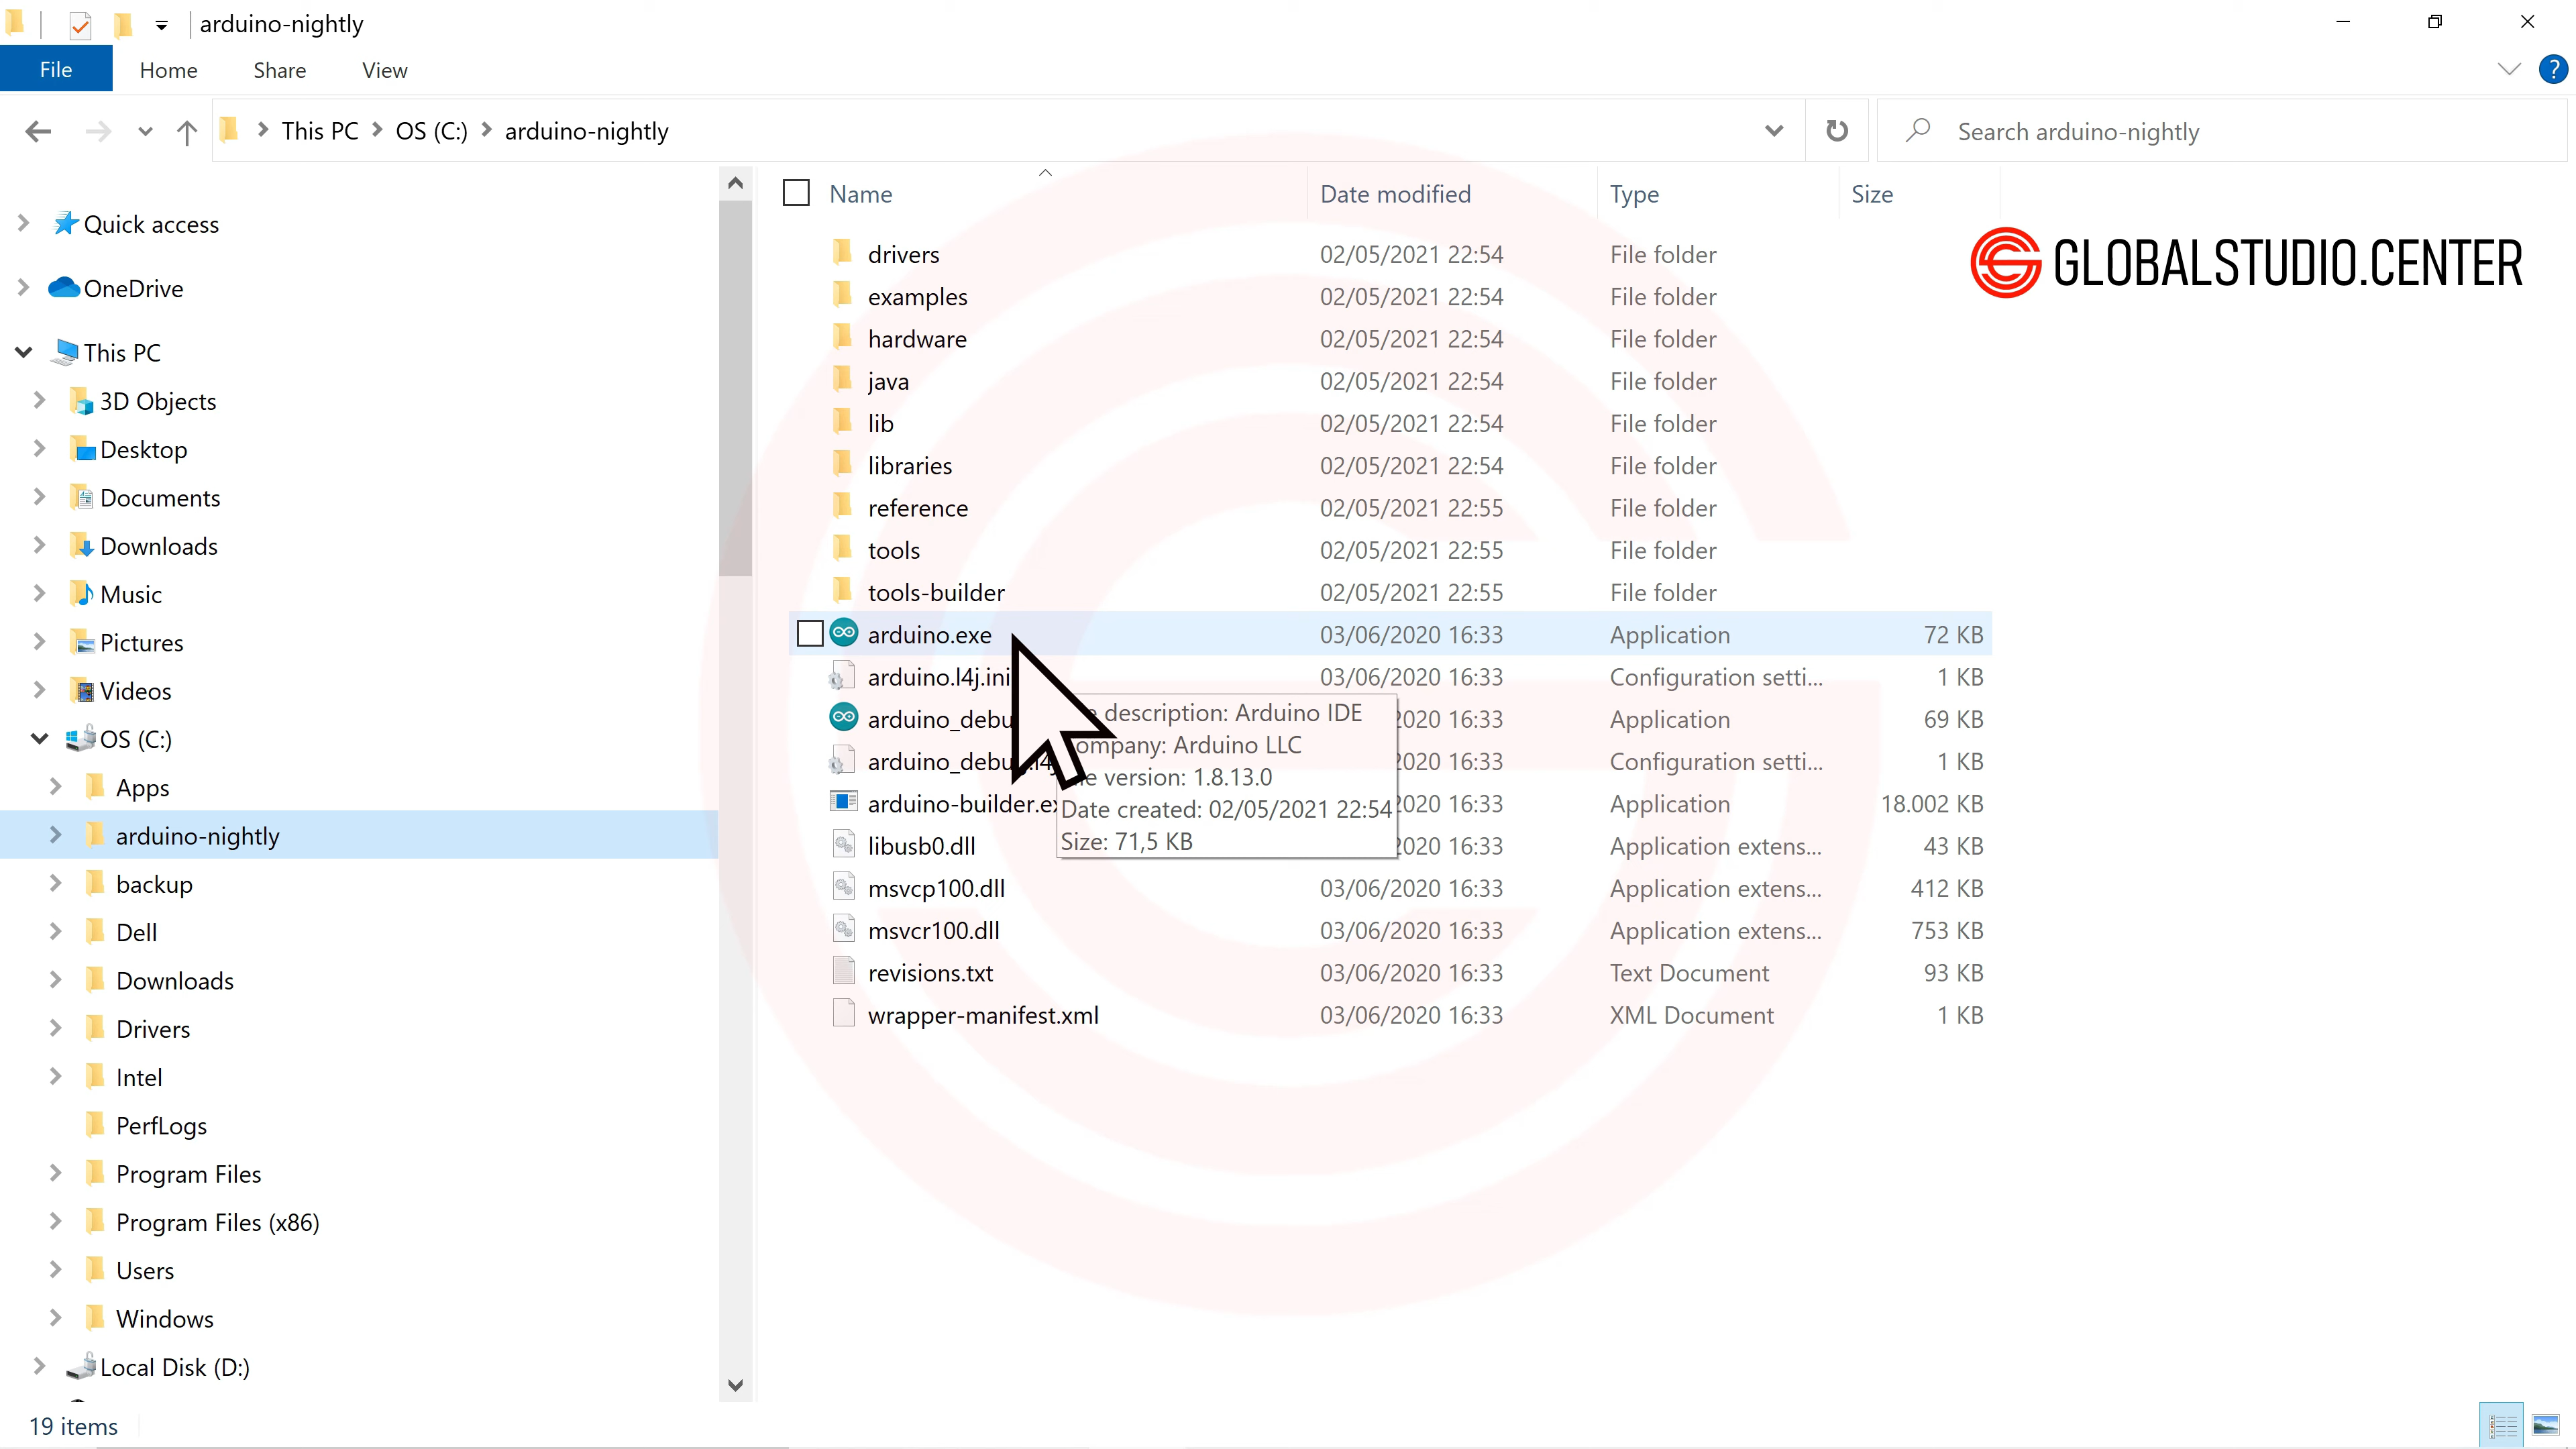 arduino-nightly
File Home Share View
This PC OS (C:) arduino-nightly Search arduino-nightly
Quick access
OneDrive
This PC
3D Objects
Desktop
Documents
Downloads
Music
Pictures
Videos
OS (C:)
Apps
arduino-nightly
backup
Dell
Downloads
Drivers
Intel
PerfLogs
Program Files
Program Files (x86)
Users
Windows
Local Disk (D:)
Name Date modified Type Size
drivers 02/05/2021 22:54 File folder
examples 02/05/2021 22:54 File folder
hardware 02/05/2021 22:54 File folder
java 02/05/2021 22:54 File folder
lib 02/05/2021 22:54 File folder
libraries 02/05/2021 22:54 File folder
reference 02/05/2021 22:55 File folder
tools 02/05/2021 22:55 File folder
tools-builder 02/05/2021 22:55 File folder
arduino.exe 03/06/2020 16:33 Application 72 KB
arduino.l4j.ini 03/06/2020 16:33 Configuration setti... 1 KB
arduino_debu 2020 16:33 Application 69 KB
arduino_debu 2020 16:33 Configuration setti... 1 KB
arduino-builder.ex 2020 16:33 Application 18.002 KB
libusb0.dll 2020 16:33 Application extens... 43 KB
msvcp100.dll 03/06/2020 16:33 Application extens... 412 KB
msvcr100.dll 03/06/2020 16:33 Application extens... 753 KB
revisions.txt 03/06/2020 16:33 Text Document 93 KB
wrapper-manifest.xml 03/06/2020 16:33 XML Document 1 KB
description: Arduino IDE
ompany: Arduino LLC
version: 1.8.13.0
Date created: 02/05/2021 22:54
Size: 71,5 KB
GLOBALSTUDIO.CENTER
19 items